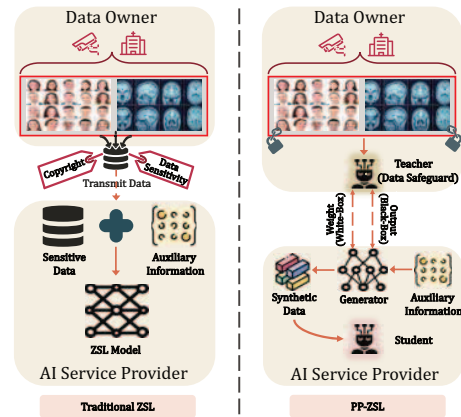 Data Owner
Copyright
Data
Sensitivity
Transmit Data
Sensitive
Data
Auxiliary
Information
ZSL Model
AI Service Provider
Traditional ZSL
Data Owner
Teacher
(Data Safeguard)
Weight
(White-Box)
Output
(Black-Box)
Synthetic
Data
Generator
Auxiliary
Information
Student
AI Service Provider
PP-ZSL